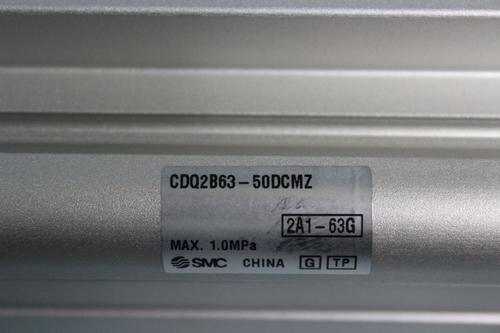 CDQ2B63-50DCMZ
2A1-63G
MAX. 1.0MPa
SMC CHINA G TP